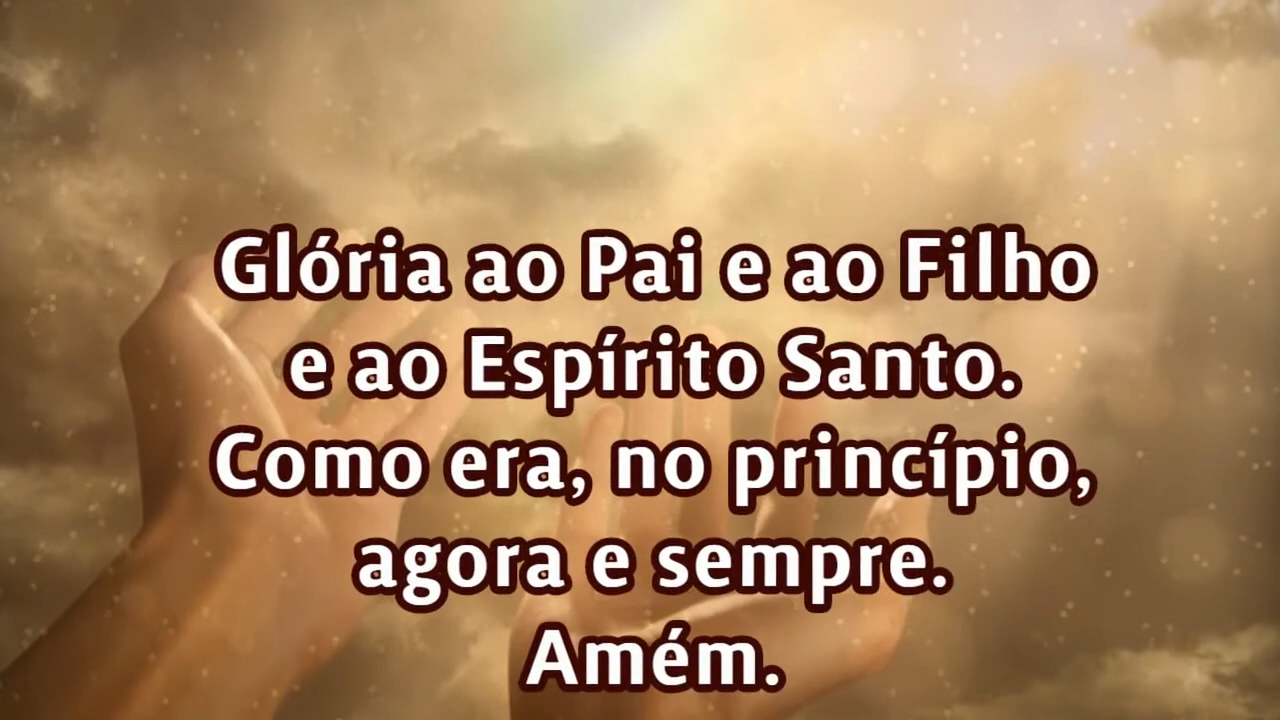 Glória ao Pai e ao Filho
e ao Espírito Santo.
Como era, no princípio,
agora e sempre.
Amém.